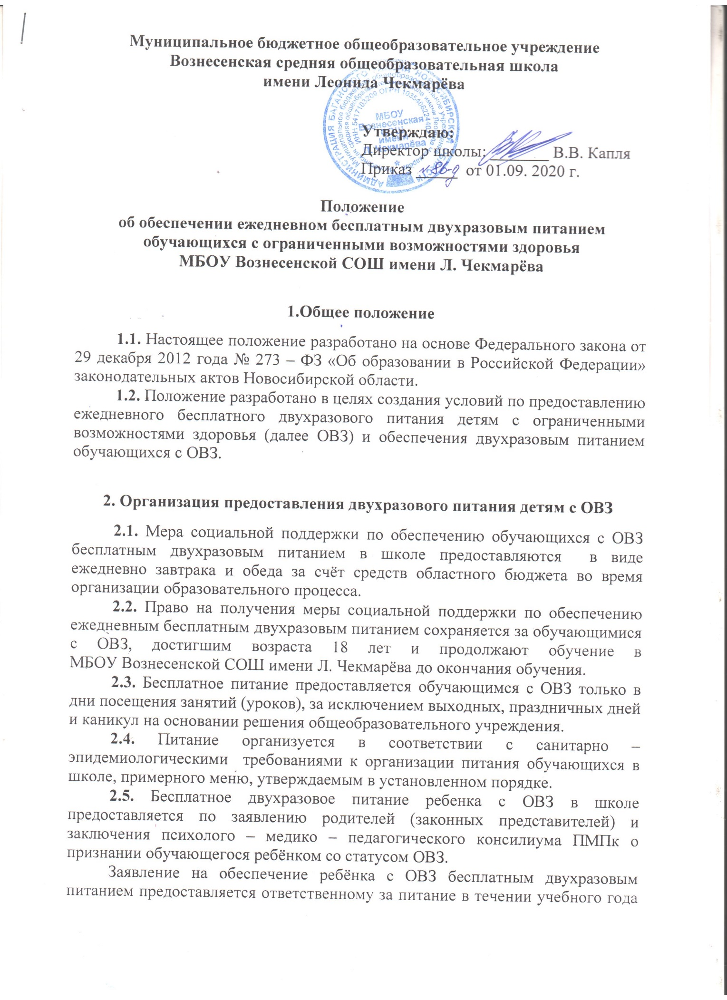 Муниципальное бюджетное общеобразовательное учреждение
Вознесенская средняя общеобразовательная школа
имени Леонида Чекмарёва
МБОУ
Вознесенская
СОШ
имени
Л. Чекмарёва
ИНН 5417103209 ОГРН 1035406224402
Утверждаю:
Директор школы: _______ В.В. Капля
Приказ № 86-д от 01.09. 2020 г.
Положение
об обеспечении ежедневном бесплатным двухразовым питанием
обучающихся с ограниченными возможностями здоровья
МБОУ Вознесенской СОШ имени Л. Чекмарёва
1.Общее положение
1.1. Настоящее положение разработано на основе Федерального закона от
29 декабря 2012 года № 273 – ФЗ «Об образовании в Российской Федерации»
законодательных актов Новосибирской области.
1.2. Положение разработано в целях создания условий по предоставлению
ежедневного бесплатного двухразового питания детям с ограниченными
возможностями здоровья (далее ОВЗ) и обеспечения двухразовым питанием
обучающихся с ОВЗ.
2. Организация предоставления двухразового питания детям с ОВЗ
2.1. Мера социальной поддержки по обеспечению обучающихся с ОВЗ
бесплатным двухразовым питанием в школе предоставляются в виде
ежедневно завтрака и обеда за счёт средств областного бюджета во время
организации образовательного процесса.
2.2. Право на получения меры социальной поддержки по обеспечению
ежедневным бесплатным двухразовым питанием сохраняется за обучающимися
с ОВЗ, достигшим возраста 18 лет и продолжают обучение в
МБОУ Вознесенской СОШ имени Л. Чекмарёва до окончания обучения.
2.3. Бесплатное питание предоставляется обучающимся с ОВЗ только в
дни посещения занятий (уроков), за исключением выходных, праздничных дней
и каникул на основании решения общеобразовательного учреждения.
2.4. Питание организуется в соответствии с санитарно –
эпидемиологическими требованиями к организации питания обучающихся в
школе, примерного меню, утверждаемым в установленном порядке.
2.5. Бесплатное двухразовое питание ребенка с ОВЗ в школе
предоставляется по заявлению родителей (законных представителей) и
заключения психолого – медико – педагогического консилиума ПМПк о
признании обучающегося ребёнком со статусом ОВЗ.
Заявление на обеспечение ребёнка с ОВЗ бесплатным двухразовым
питанием предоставляется ответственному за питание в течении учебного года